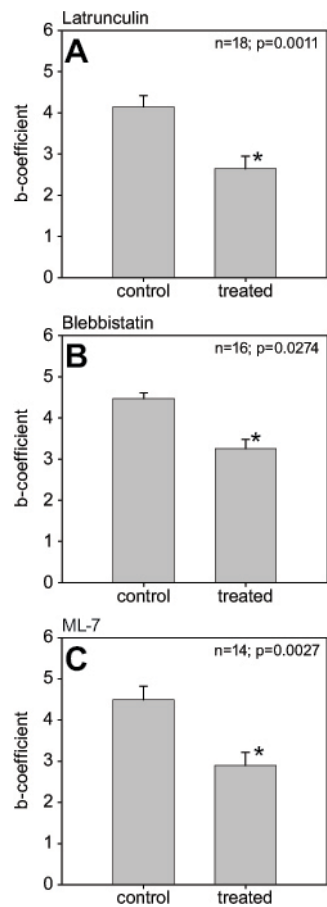 Latrunculin
A
n=18; p=0.0011
6
5
4
3
2
1
0
b-coefficient
*
control treated
Blebbistatin
B
n=16; p=0.0274
6
5
4
3
2
1
0
b-coefficient
*
control treated
ML-7
C
n=14; p=0.0027
6
5
4
3
2
1
0
b-coefficient
*
control treated